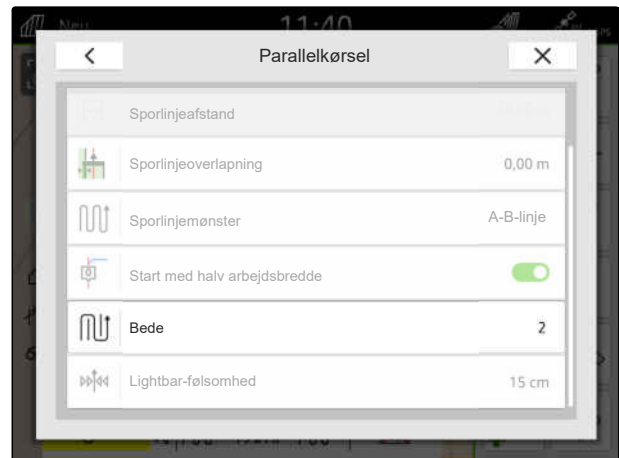 Neu 11:40
Parallelkørsel
Sporlinjeafstand
Sporlinjeoverlapning 0,00 m
Sporlinjemønster A-B-linje
Start med halv arbejdsbredde
Bede 2
Lightbar-følsomhed 15 cm